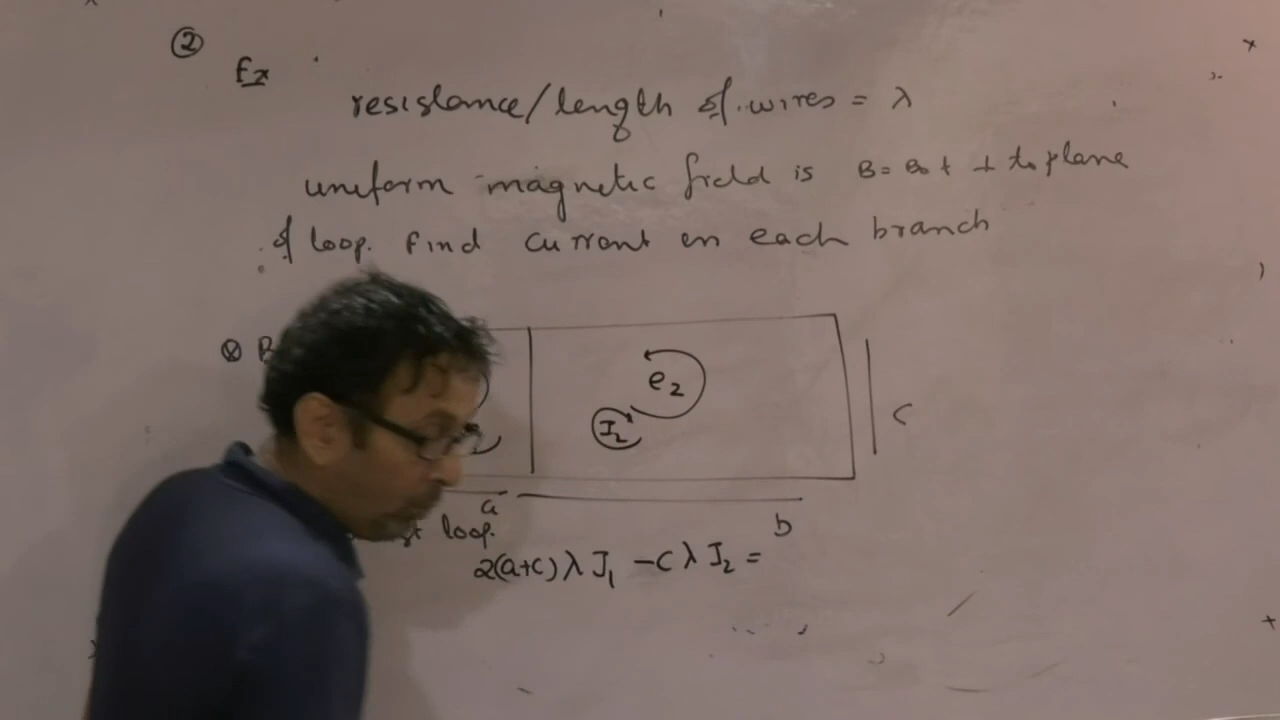 ②
Ex
resistance/length of wires = λ
uniform magnetic field is B = B₀t ⊥ to plane
of loop. Find current in each branch
⊗ B
e₂
I₂
c
a
b
loop.
2(a+c)λ I₁ - cλ I₂ =